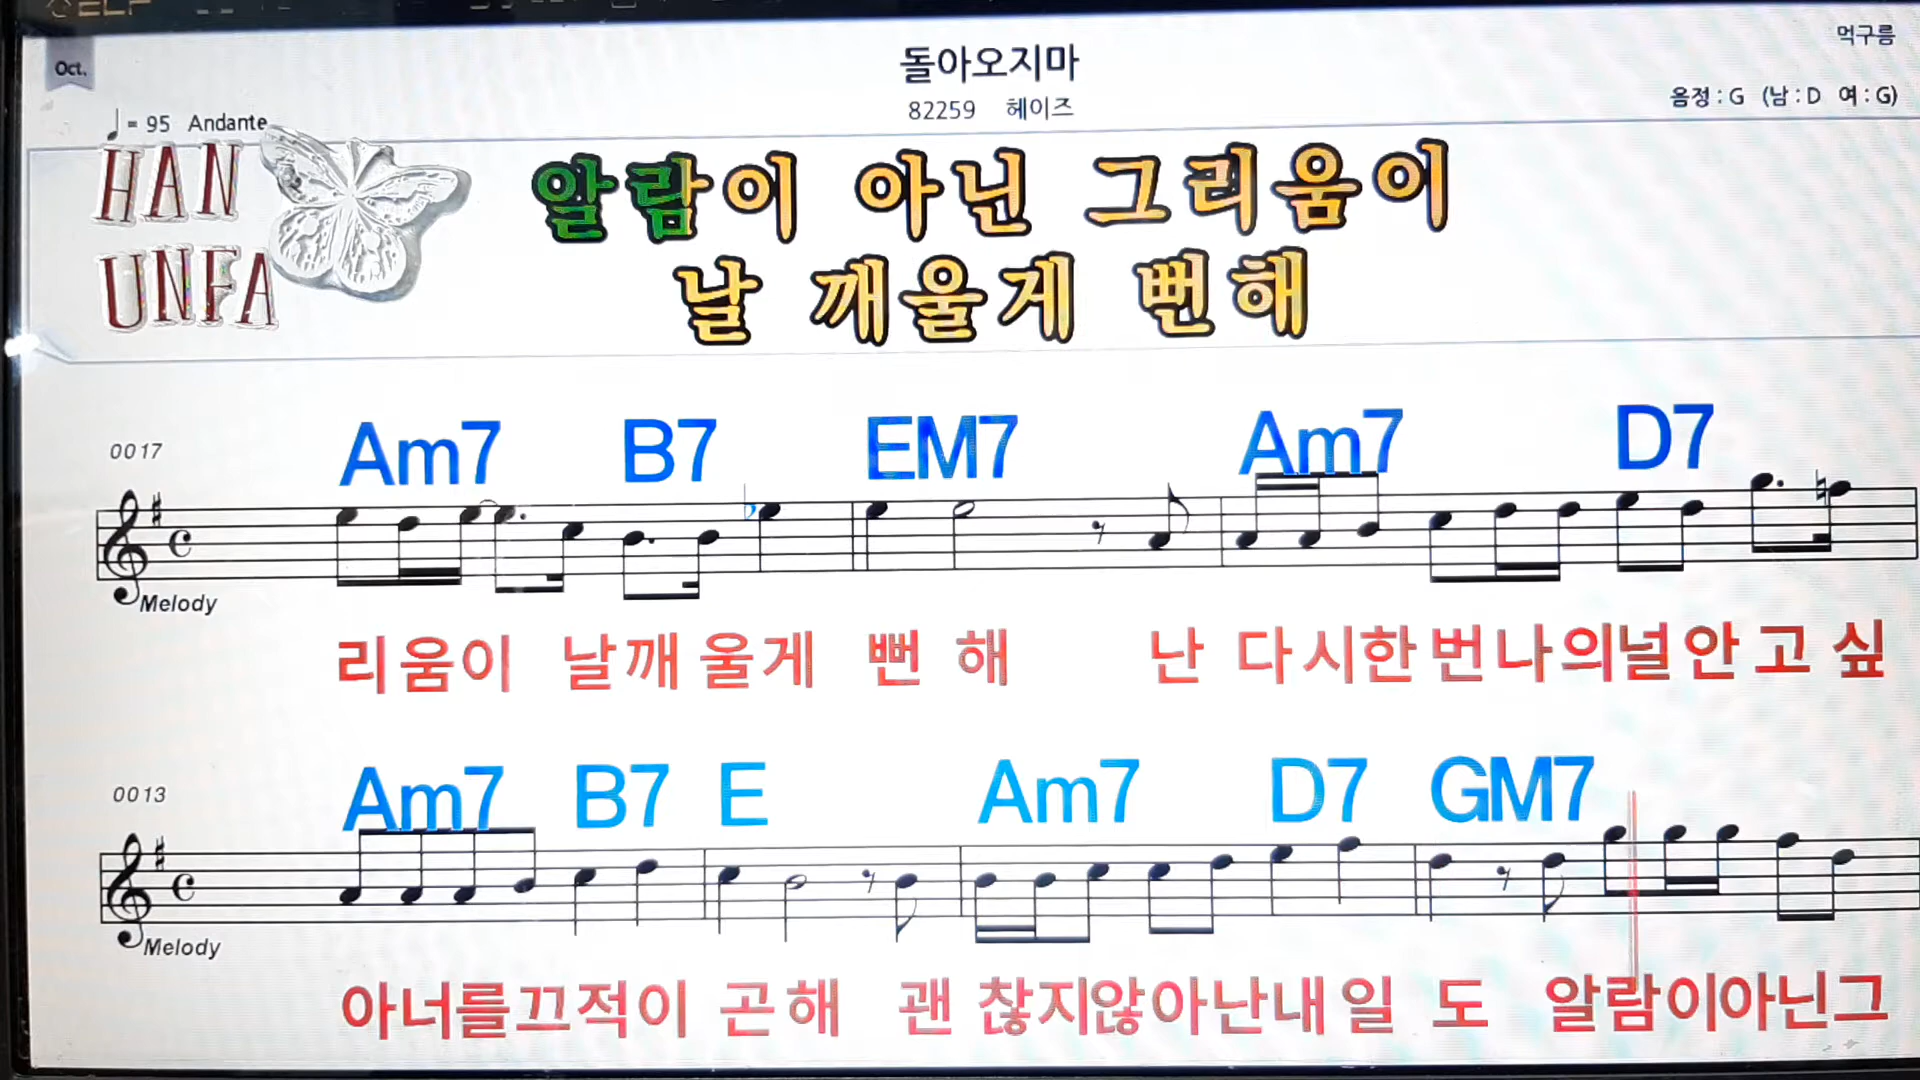 Oct.
돌아오지마
먹구름
82259 헤이즈
음정 : G (남 : D 여 : G)
= 95 Andante
HAN
UNFA
알람이 아닌 그리움이
날 깨울게 뻔해
0017
Am7 B7 EM7 Am7 D7
Melody
리움이 날깨울게 뻔해 난다시한번나의널안고싶
0013
Am7 B7 E Am7 D7 GM7
Melody
아너를끄적이곤해 괜찮지않아난내일도 알람이아닌그